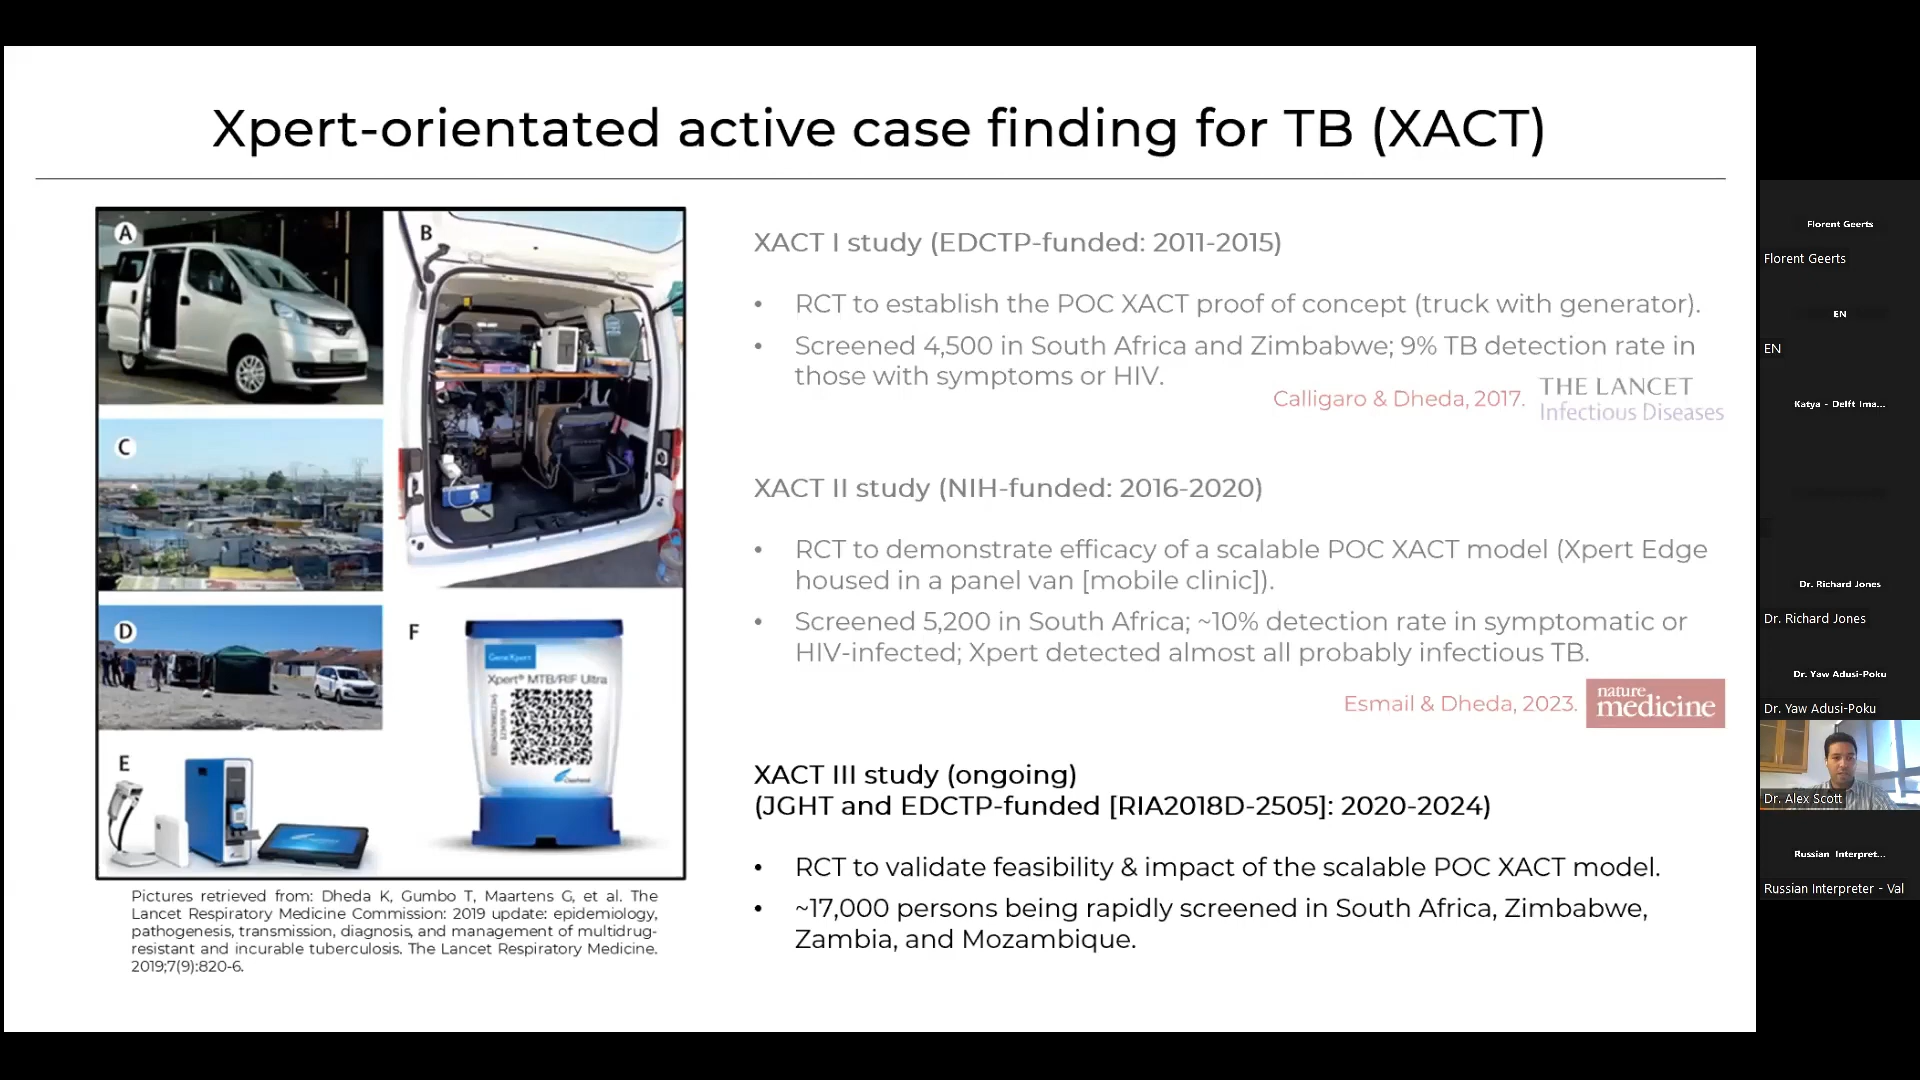 Xpert-orientated active case finding for TB (XACT)
A
B
C
D
E
F
GeneXpert
Xpert® MTB/RIF Ultra
Cepheid
Pictures retrieved from: Dheda K, Gumbo T, Maartens G, et al. The
Lancet Respiratory Medicine Commission: 2019 update: epidemiology,
pathogenesis, transmission, diagnosis, and management of multidrug-
resistant and incurable tuberculosis. The Lancet Respiratory Medicine.
2019;7(9):820-6.
XACT I study (EDCTP-funded: 2011-2015)
• RCT to establish the POC XACT proof of concept (truck with generator).
• Screened 4,500 in South Africa and Zimbabwe; 9% TB detection rate in
those with symptoms or HIV.
Calligaro & Dheda, 2017.
THE LANCET
Infectious Diseases
XACT II study (NIH-funded: 2016-2020)
• RCT to demonstrate efficacy of a scalable POC XACT model (Xpert Edge
housed in a panel van [mobile clinic]).
• Screened 5,200 in South Africa; ~10% detection rate in symptomatic or
HIV-infected; Xpert detected almost all probably infectious TB.
Esmail & Dheda, 2023.
nature
medicine
XACT III study (ongoing)
(JGHT and EDCTP-funded [RIA2018D-2505]: 2020-2024)
• RCT to validate feasibility & impact of the scalable POC XACT model.
• ~17,000 persons being rapidly screened in South Africa, Zimbabwe,
Zambia, and Mozambique.
Florent Geerts
Florent Geerts
EN
EN
Katya - Delft Ima...
Dr. Richard Jones
Dr. Richard Jones
Dr. Yaw Adusi-Poku
Dr. Yaw Adusi-Poku
Dr. Alex Scott
Russian Interpret...
Russian Interpreter - Val